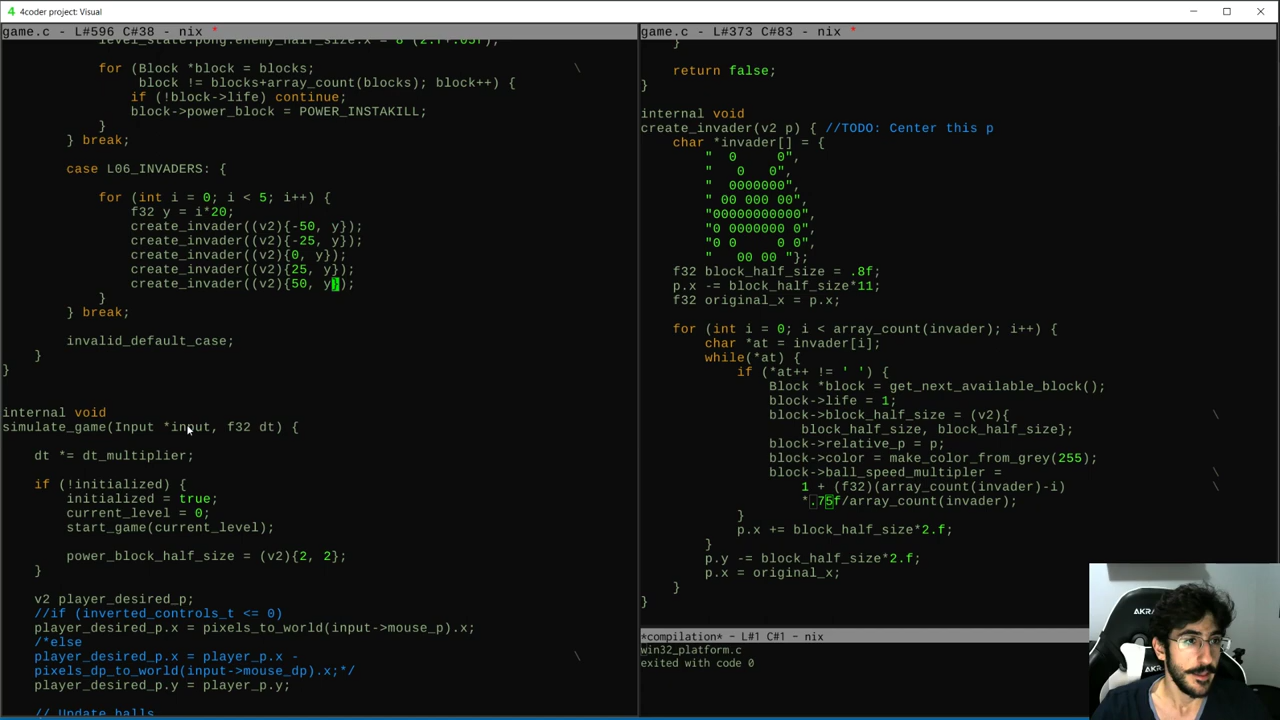 4coder project: Visual
game.c - L#596 C#38 - nix *
level_state.pong.enemy_half_size.x = 8*(2.f+.05f);
for (Block *block = blocks; \
block != blocks+array_count(blocks); block++) {
if (!block->life) continue;
block->power_block = POWER_INSTAKILL;
}
} break;
case L06_INVADERS: {
for (int i = 0; i < 5; i++) {
f32 y = i*20;
create_invader((v2){-50, y});
create_invader((v2){-25, y});
create_invader((v2){0, y});
create_invader((v2){25, y});
create_invader((v2){50, y});
}
} break;
invalid_default_case;
}
}
internal void
simulate_game(Input *input, f32 dt) {
dt *= dt_multiplier;
if (!initialized) {
initialized = true;
current_level = 0;
start_game(current_level);
power_block_half_size = (v2){2, 2};
}
v2 player_desired_p;
//if (inverted_controls_t <= 0)
player_desired_p.x = pixels_to_world(input->mouse_p).x;
/*else
player_desired_p.x = player_p.x - \
pixels_dp_to_world(input->mouse_dp).x;*/
player_desired_p.y = player_p.y;
// Update balls
game.c - L#373 C#83 - nix *
}
return false;
}
internal void
create_invader(v2 p) { //TODO: Center this p
char *invader[] = {
"  0     0",
"   0   0",
"  0000000",
" 00 000 00",
"00000000000",
"0 0000000 0",
"0 0     0 0",
"   00 00 "};
f32 block_half_size = .8f;
p.x -= block_half_size*11;
f32 original_x = p.x;
for (int i = 0; i < array_count(invader); i++) {
char *at = invader[i];
while(*at) {
if (*at++ != ' ') {
Block *block = get_next_available_block();
block->life = 1;
block->block_half_size = (v2){ \
block_half_size, block_half_size};
block->relative_p = p;
block->color = make_color_from_grey(255);
block->ball_speed_multipler = \
1 + (f32)(array_count(invader)-i) \
*.75f/array_count(invader);
}
p.x += block_half_size*2.f;
}
p.y -= block_half_size*2.f;
p.x = original_x;
}
}
*compilation* - L#1 C#1 - nix
win32_platform.c
exited with code 0